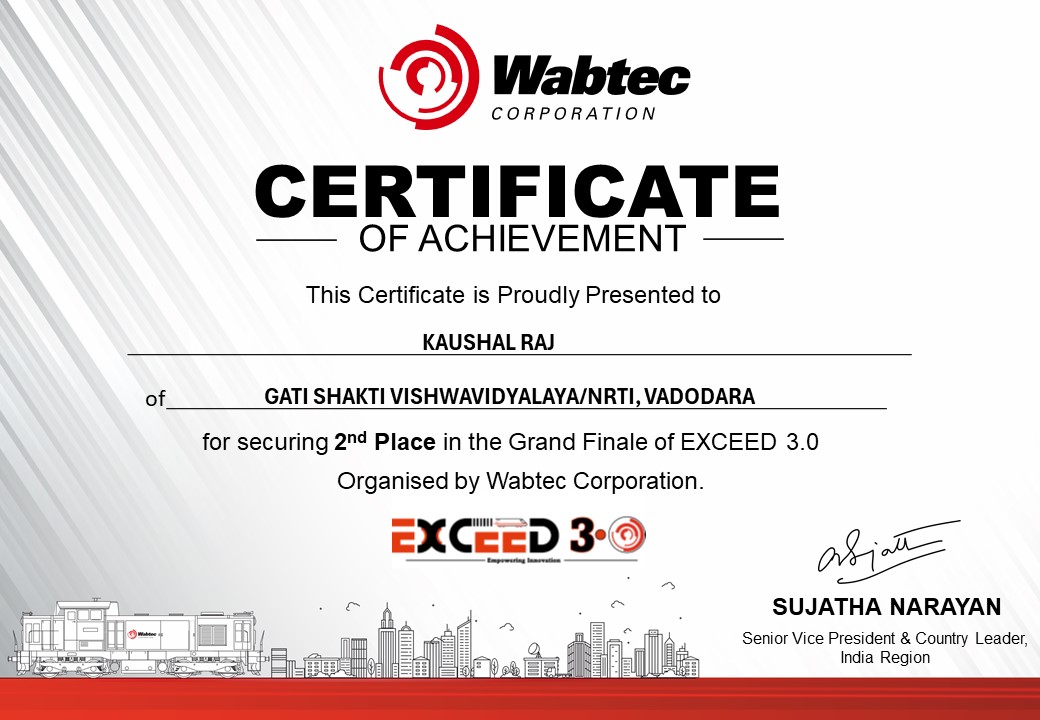 Wabtec
CORPORATION
CERTIFICATE
OF ACHIEVEMENT
This Certificate is Proudly Presented to
KAUSHAL RAJ
of GATI SHAKTI VISHWAVIDYALAYA/NRTI, VADODARA
for securing 2nd Place in the Grand Finale of EXCEED 3.0
Organised by Wabtec Corporation.
EXCEED 3.0
Empowering Innovation
SUJATHA NARAYAN
Senior Vice President & Country Leader,
India Region
Wabtec